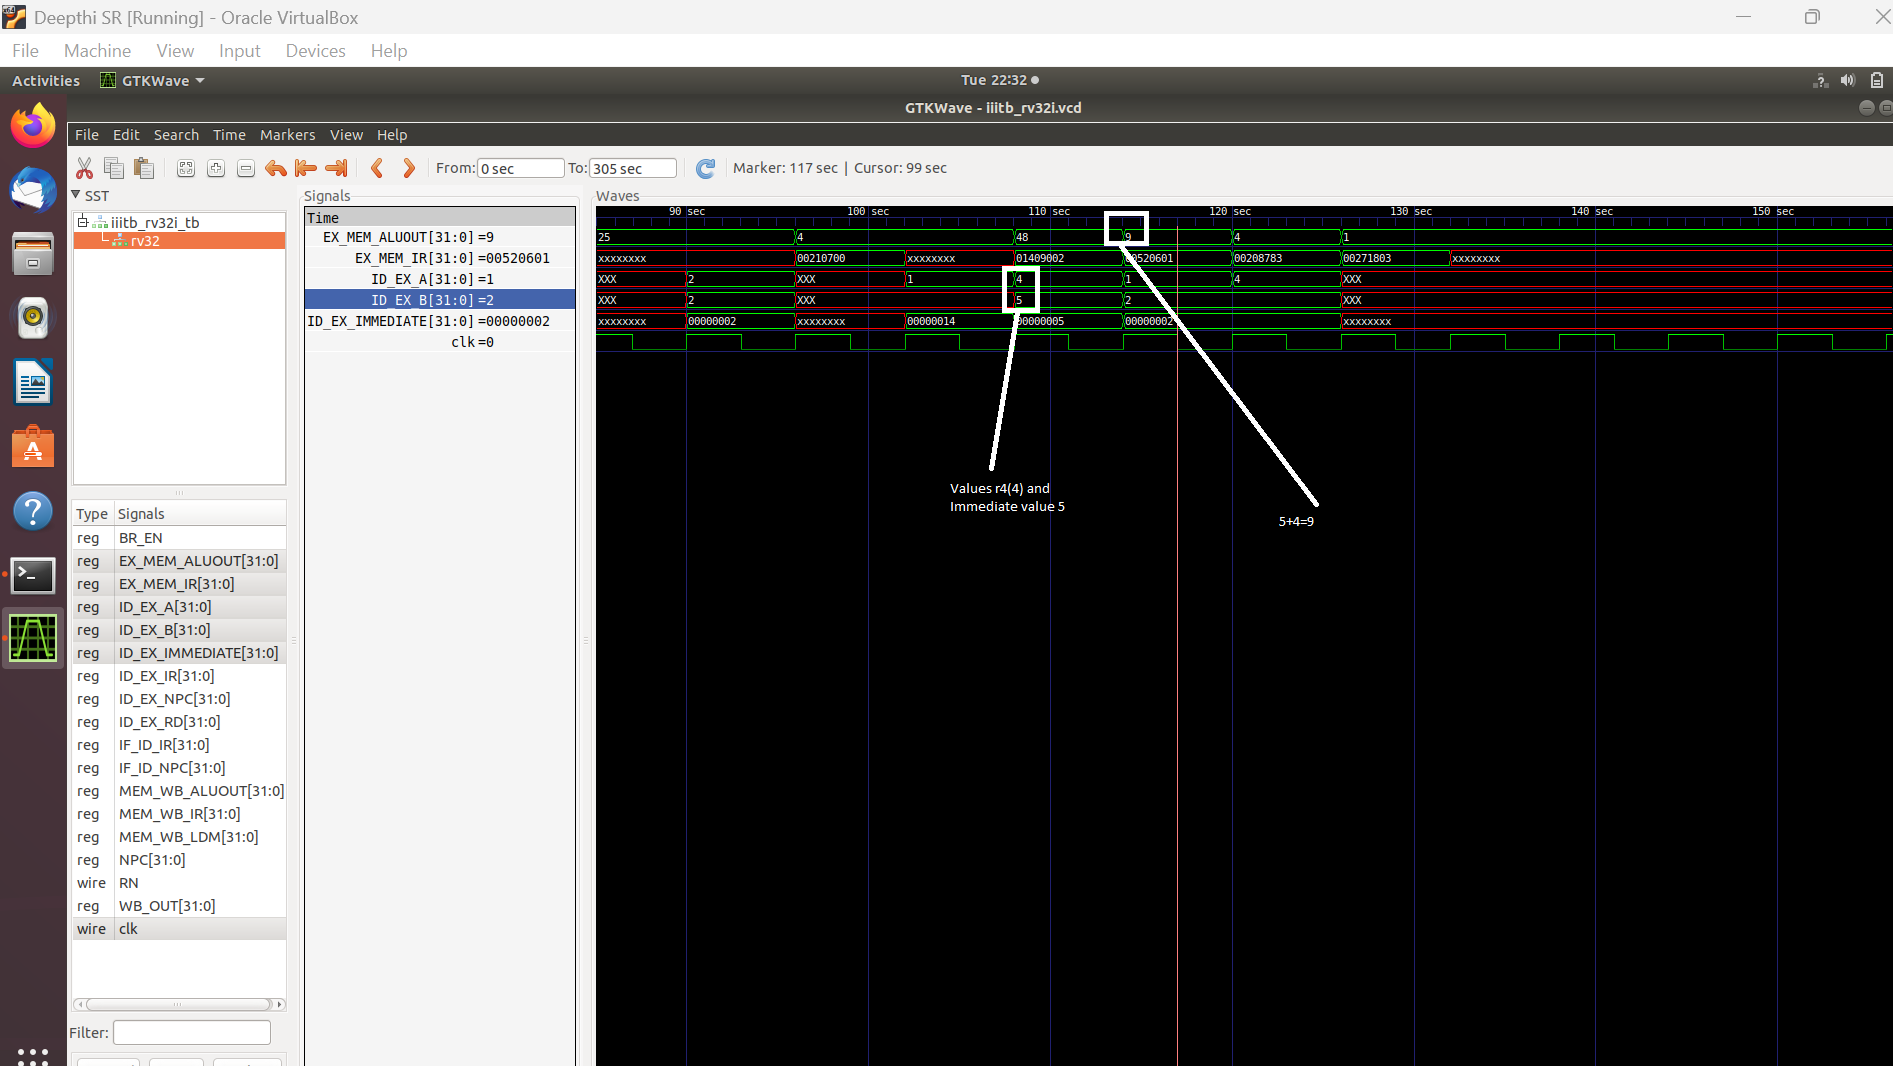 Deepthi SR [Running] - Oracle VirtualBox
File Machine View Input Devices Help
Activities GTKWave Tue 22:32
GTKWave - iiitb_rv32i.vcd
File Edit Search Time Markers View Help
From: 0 sec To: 305 sec Marker: 117 sec | Cursor: 99 sec
SST
iiitb_rv32i_tb
rv32
Signals
Time
EX_MEM_ALUOUT[31:0] =9
EX_MEM_IR[31:0] =00520601
ID_EX_A[31:0] =1
ID_EX_B[31:0] =2
ID_EX_IMMEDIATE[31:0] =00000002
clk =0
Waves
90 sec 100 sec 110 sec 120 sec 130 sec 140 sec 150 sec
25 4 48 9 4 1
xxxxxxxx 00210700 xxxxxxxx 01409002 00520601 00208783 00271803 xxxxxxxx
XXX 2 XXX 1 4 1 4 XXX
XXX 2 XXX 5 2 XXX
xxxxxxxx 00000002 xxxxxxxx 00000014 00000005 00000002 xxxxxxxx
Values r4(4) and
Immediate value 5
5+4=9
Type Signals
reg BR_EN
reg EX_MEM_ALUOUT[31:0]
reg EX_MEM_IR[31:0]
reg ID_EX_A[31:0]
reg ID_EX_B[31:0]
reg ID_EX_IMMEDIATE[31:0]
reg ID_EX_IR[31:0]
reg ID_EX_NPC[31:0]
reg ID_EX_RD[31:0]
reg IF_ID_IR[31:0]
reg IF_ID_NPC[31:0]
reg MEM_WB_ALUOUT[31:0]
reg MEM_WB_IR[31:0]
reg MEM_WB_LDM[31:0]
reg NPC[31:0]
wire RN
reg WB_OUT[31:0]
wire clk
Filter: